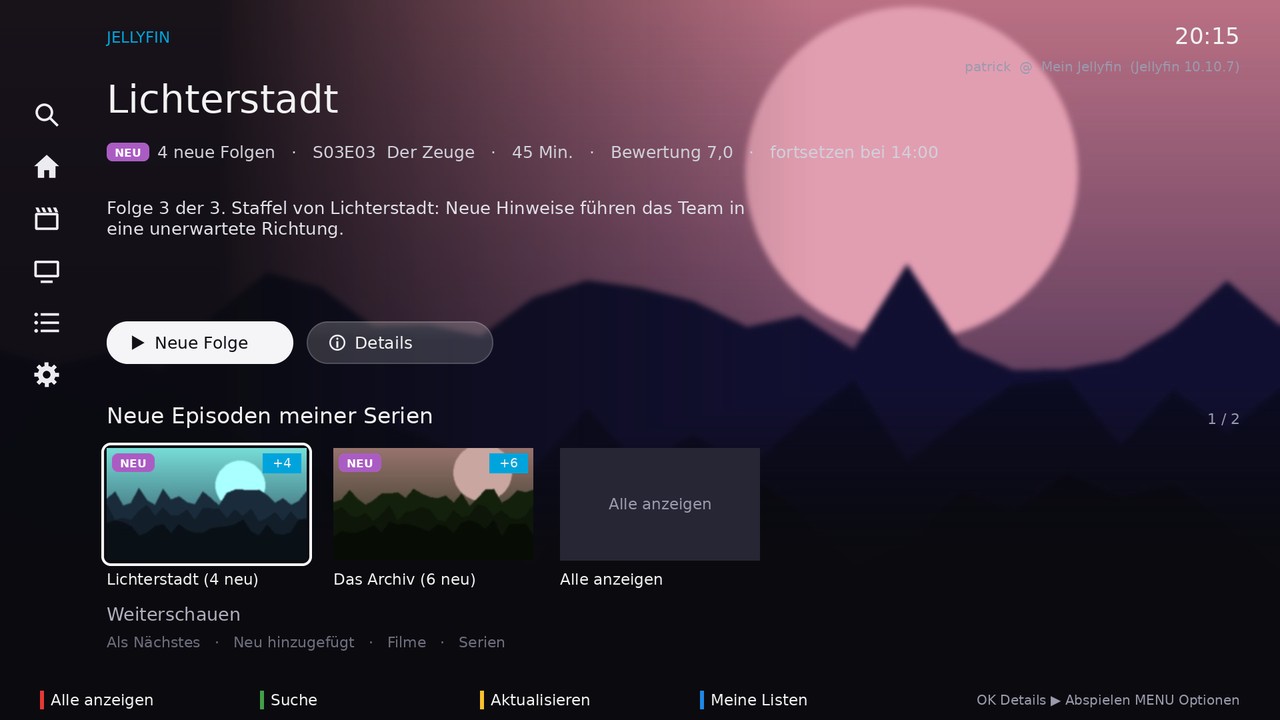 JELLYFIN
20:15
patrick @ Mein Jellyfin (Jellyfin 10.10.7)
Lichterstadt
NEU 4 neue Folgen · S03E03 Der Zeuge · 45 Min. · Bewertung 7,0 · fortsetzen bei 14:00
Folge 3 der 3. Staffel von Lichterstadt: Neue Hinweise führen das Team in
eine unerwartete Richtung.
Neue Folge
Details
Neue Episoden meiner Serien
1 / 2
NEU +4
NEU +6
Alle anzeigen
Lichterstadt (4 neu)
Das Archiv (6 neu)
Alle anzeigen
Weiterschauen
Als Nächstes · Neu hinzugefügt · Filme · Serien
Alle anzeigen
Suche
Aktualisieren
Meine Listen
OK Details ▶ Abspielen MENU Optionen